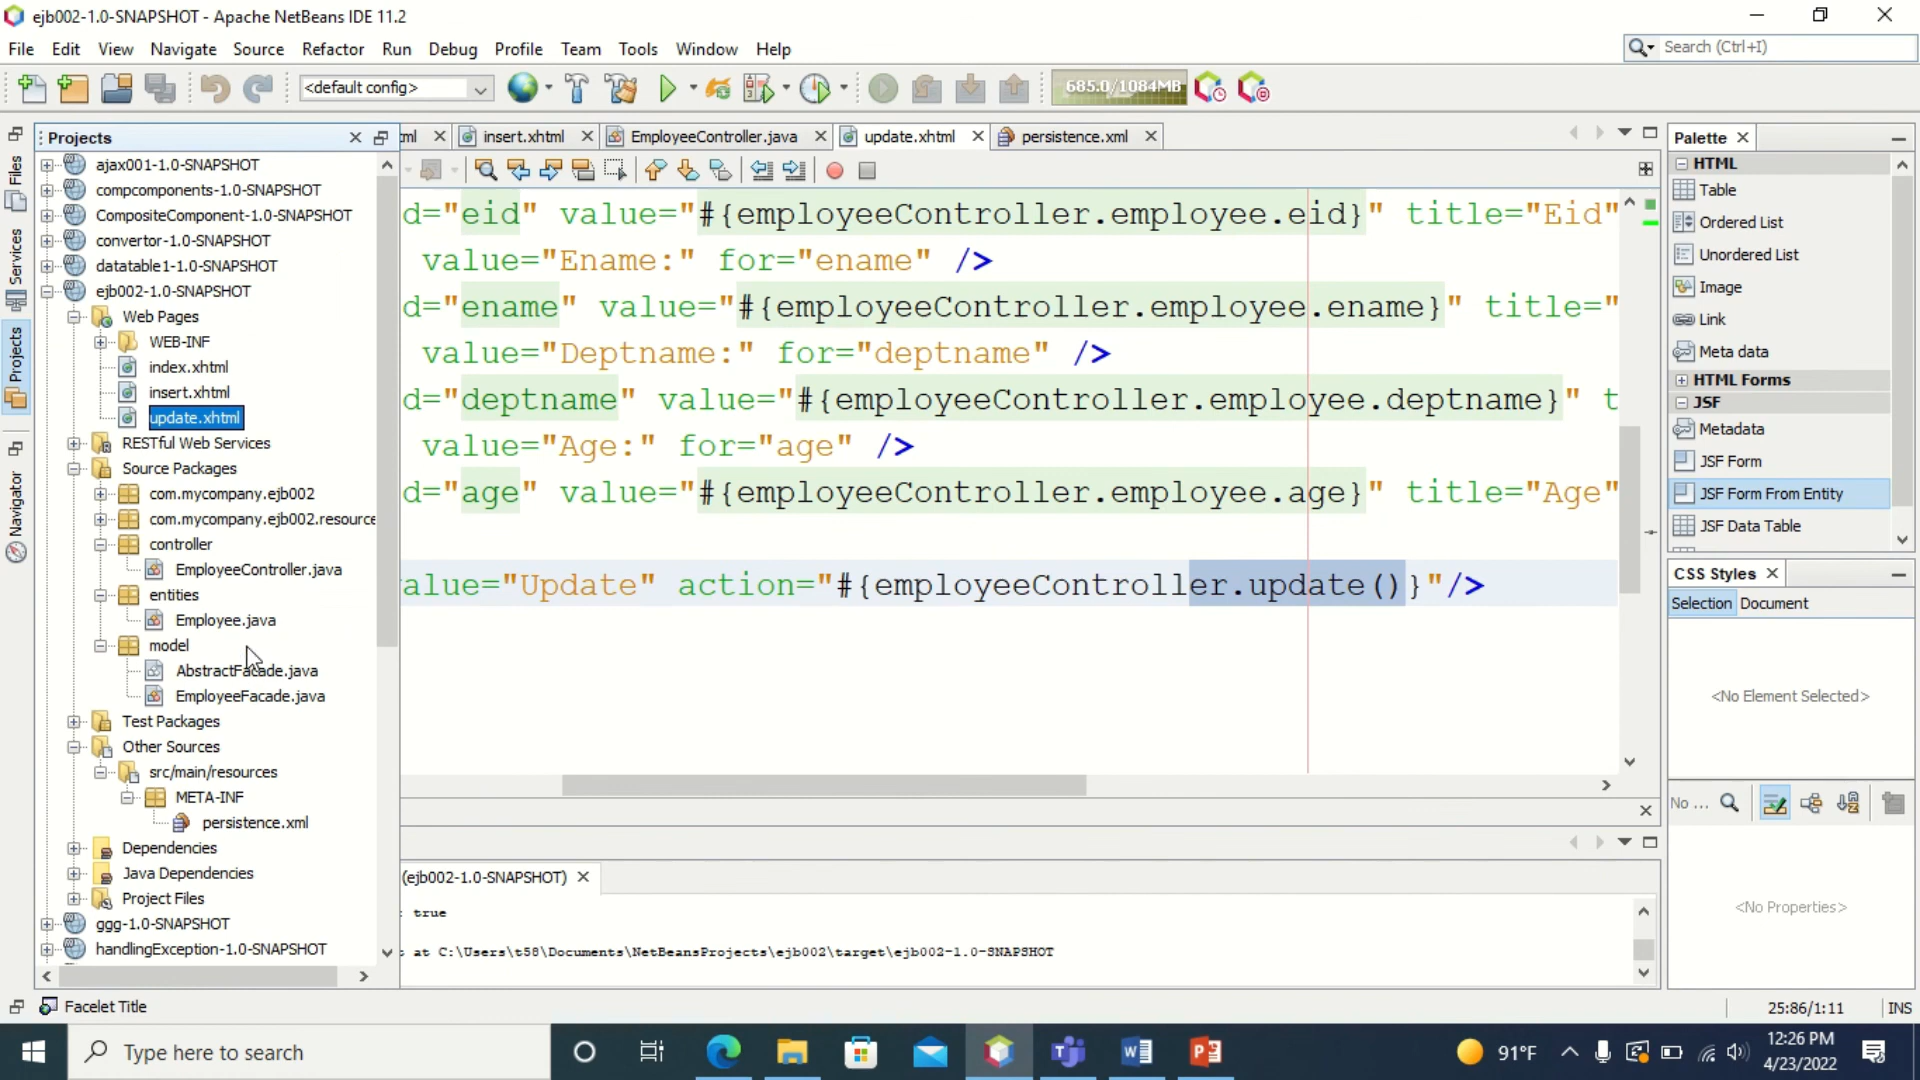 ejb002-1.0-SNAPSHOT - Apache NetBeans IDE 11.2
File Edit View Navigate Source Refactor Run Debug Profile Team Tools Window Help
Search (Ctrl+I)
<default config>
685.0/1084MB
Projects
insert.xhtml
EmployeeController.java
update.xhtml
persistence.xml
Palette
Files
Services
Projects
Navigator
ajax001-1.0-SNAPSHOT
compcomponents-1.0-SNAPSHOT
CompositeComponent-1.0-SNAPSHOT
convertor-1.0-SNAPSHOT
datatable1-1.0-SNAPSHOT
ejb002-1.0-SNAPSHOT
Web Pages
WEB-INF
index.xhtml
insert.xhtml
update.xhtml
RESTful Web Services
Source Packages
com.mycompany.ejb002
com.mycompany.ejb002.resource
controller
EmployeeController.java
entities
Employee.java
model
AbstractFacade.java
EmployeeFacade.java
Test Packages
Other Sources
src/main/resources
META-INF
persistence.xml
Dependencies
Java Dependencies
Project Files
ggg-1.0-SNAPSHOT
handlingException-1.0-SNAPSHOT
d="eid" value="#{employeeController.employee.eid}" title="Eid"
value="Ename:" for="ename" />
d="ename" value="#{employeeController.employee.ename}" title="
value="Deptname:" for="deptname" />
d="deptname" value="#{employeeController.employee.deptname}" t
value="Age:" for="age" />
d="age" value="#{employeeController.employee.age}" title="Age"
alue="Update" action="#{employeeController.update()}"/>
(ejb002-1.0-SNAPSHOT)
: true
at C:\Users\t58\Documents\NetBeansProjects\ejb002\target\ejb002-1.0-SNAPSHOT
HTML
Table
Ordered List
Unordered List
Image
Link
Meta data
HTML Forms
JSF
Metadata
JSF Form
JSF Form From Entity
JSF Data Table
CSS Styles
Selection Document
<No Element Selected>
No ...
<No Properties>
Facelet Title
25:86/1:11
INS
Type here to search
91°F
12:26 PM
4/23/2022